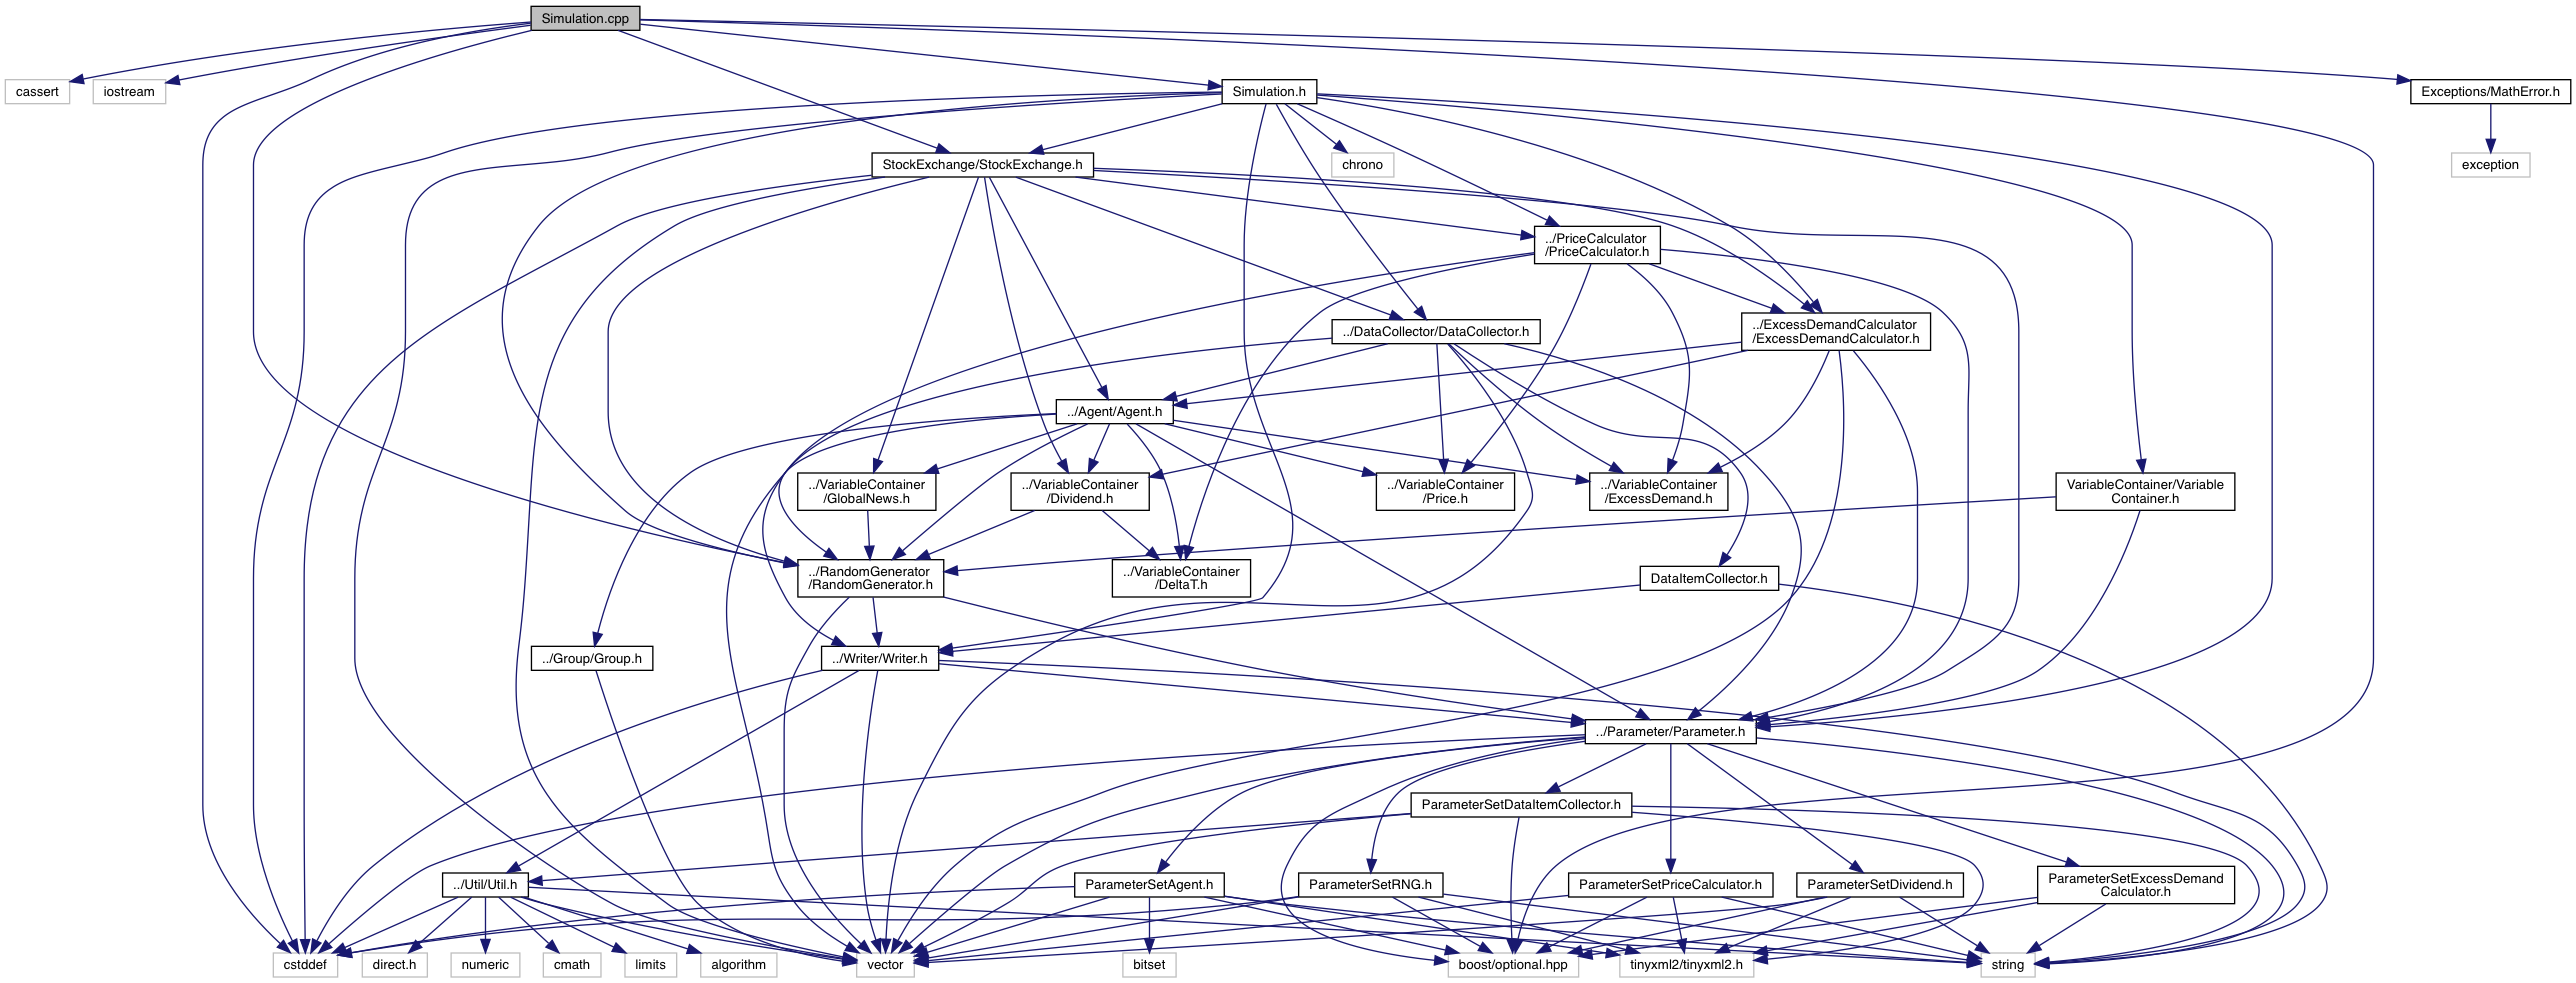 Simulation.cpp
cassert
iostream
Simulation.h
Exceptions/MathError.h
StockExchange/StockExchange.h
chrono
exception
../PriceCalculator
/PriceCalculator.h
../DataCollector/DataCollector.h
../ExcessDemandCalculator
/ExcessDemandCalculator.h
../Agent/Agent.h
../VariableContainer
/GlobalNews.h
../VariableContainer
/Dividend.h
../VariableContainer
/Price.h
../VariableContainer
/ExcessDemand.h
VariableContainer/Variable
Container.h
../RandomGenerator
/RandomGenerator.h
../VariableContainer
/DeltaT.h
DataItemCollector.h
../Group/Group.h
../Writer/Writer.h
../Parameter/Parameter.h
ParameterSetDataItemCollector.h
../Util/Util.h
ParameterSetAgent.h
ParameterSetRNG.h
ParameterSetPriceCalculator.h
ParameterSetDividend.h
ParameterSetExcessDemand
Calculator.h
cstddef
direct.h
numeric
cmath
limits
algorithm
vector
bitset
boost/optional.hpp
tinyxml2/tinyxml2.h
string